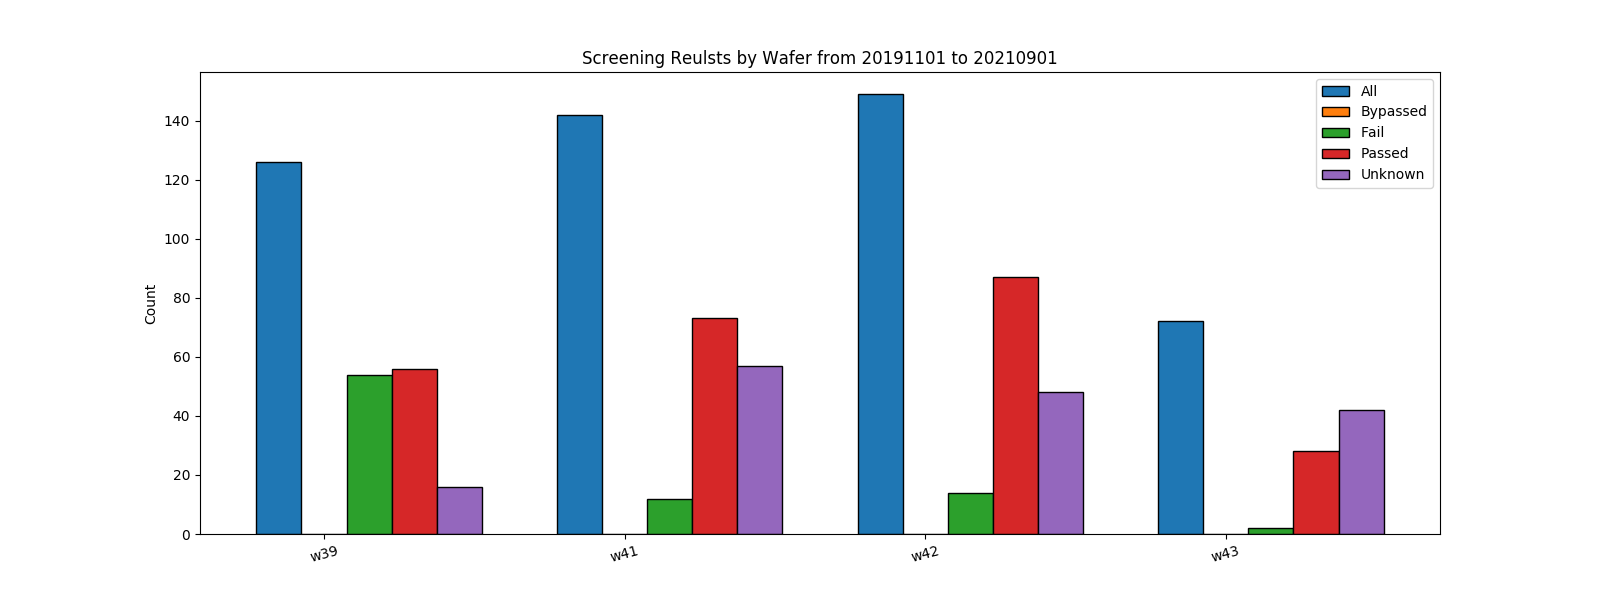 Screening Reulsts by Wafer from 20191101 to 20210901
All
Bypassed
Fail
Passed
Unknown
Count
140
120
100
80
60
40
20
0
w39
w41
w42
w43